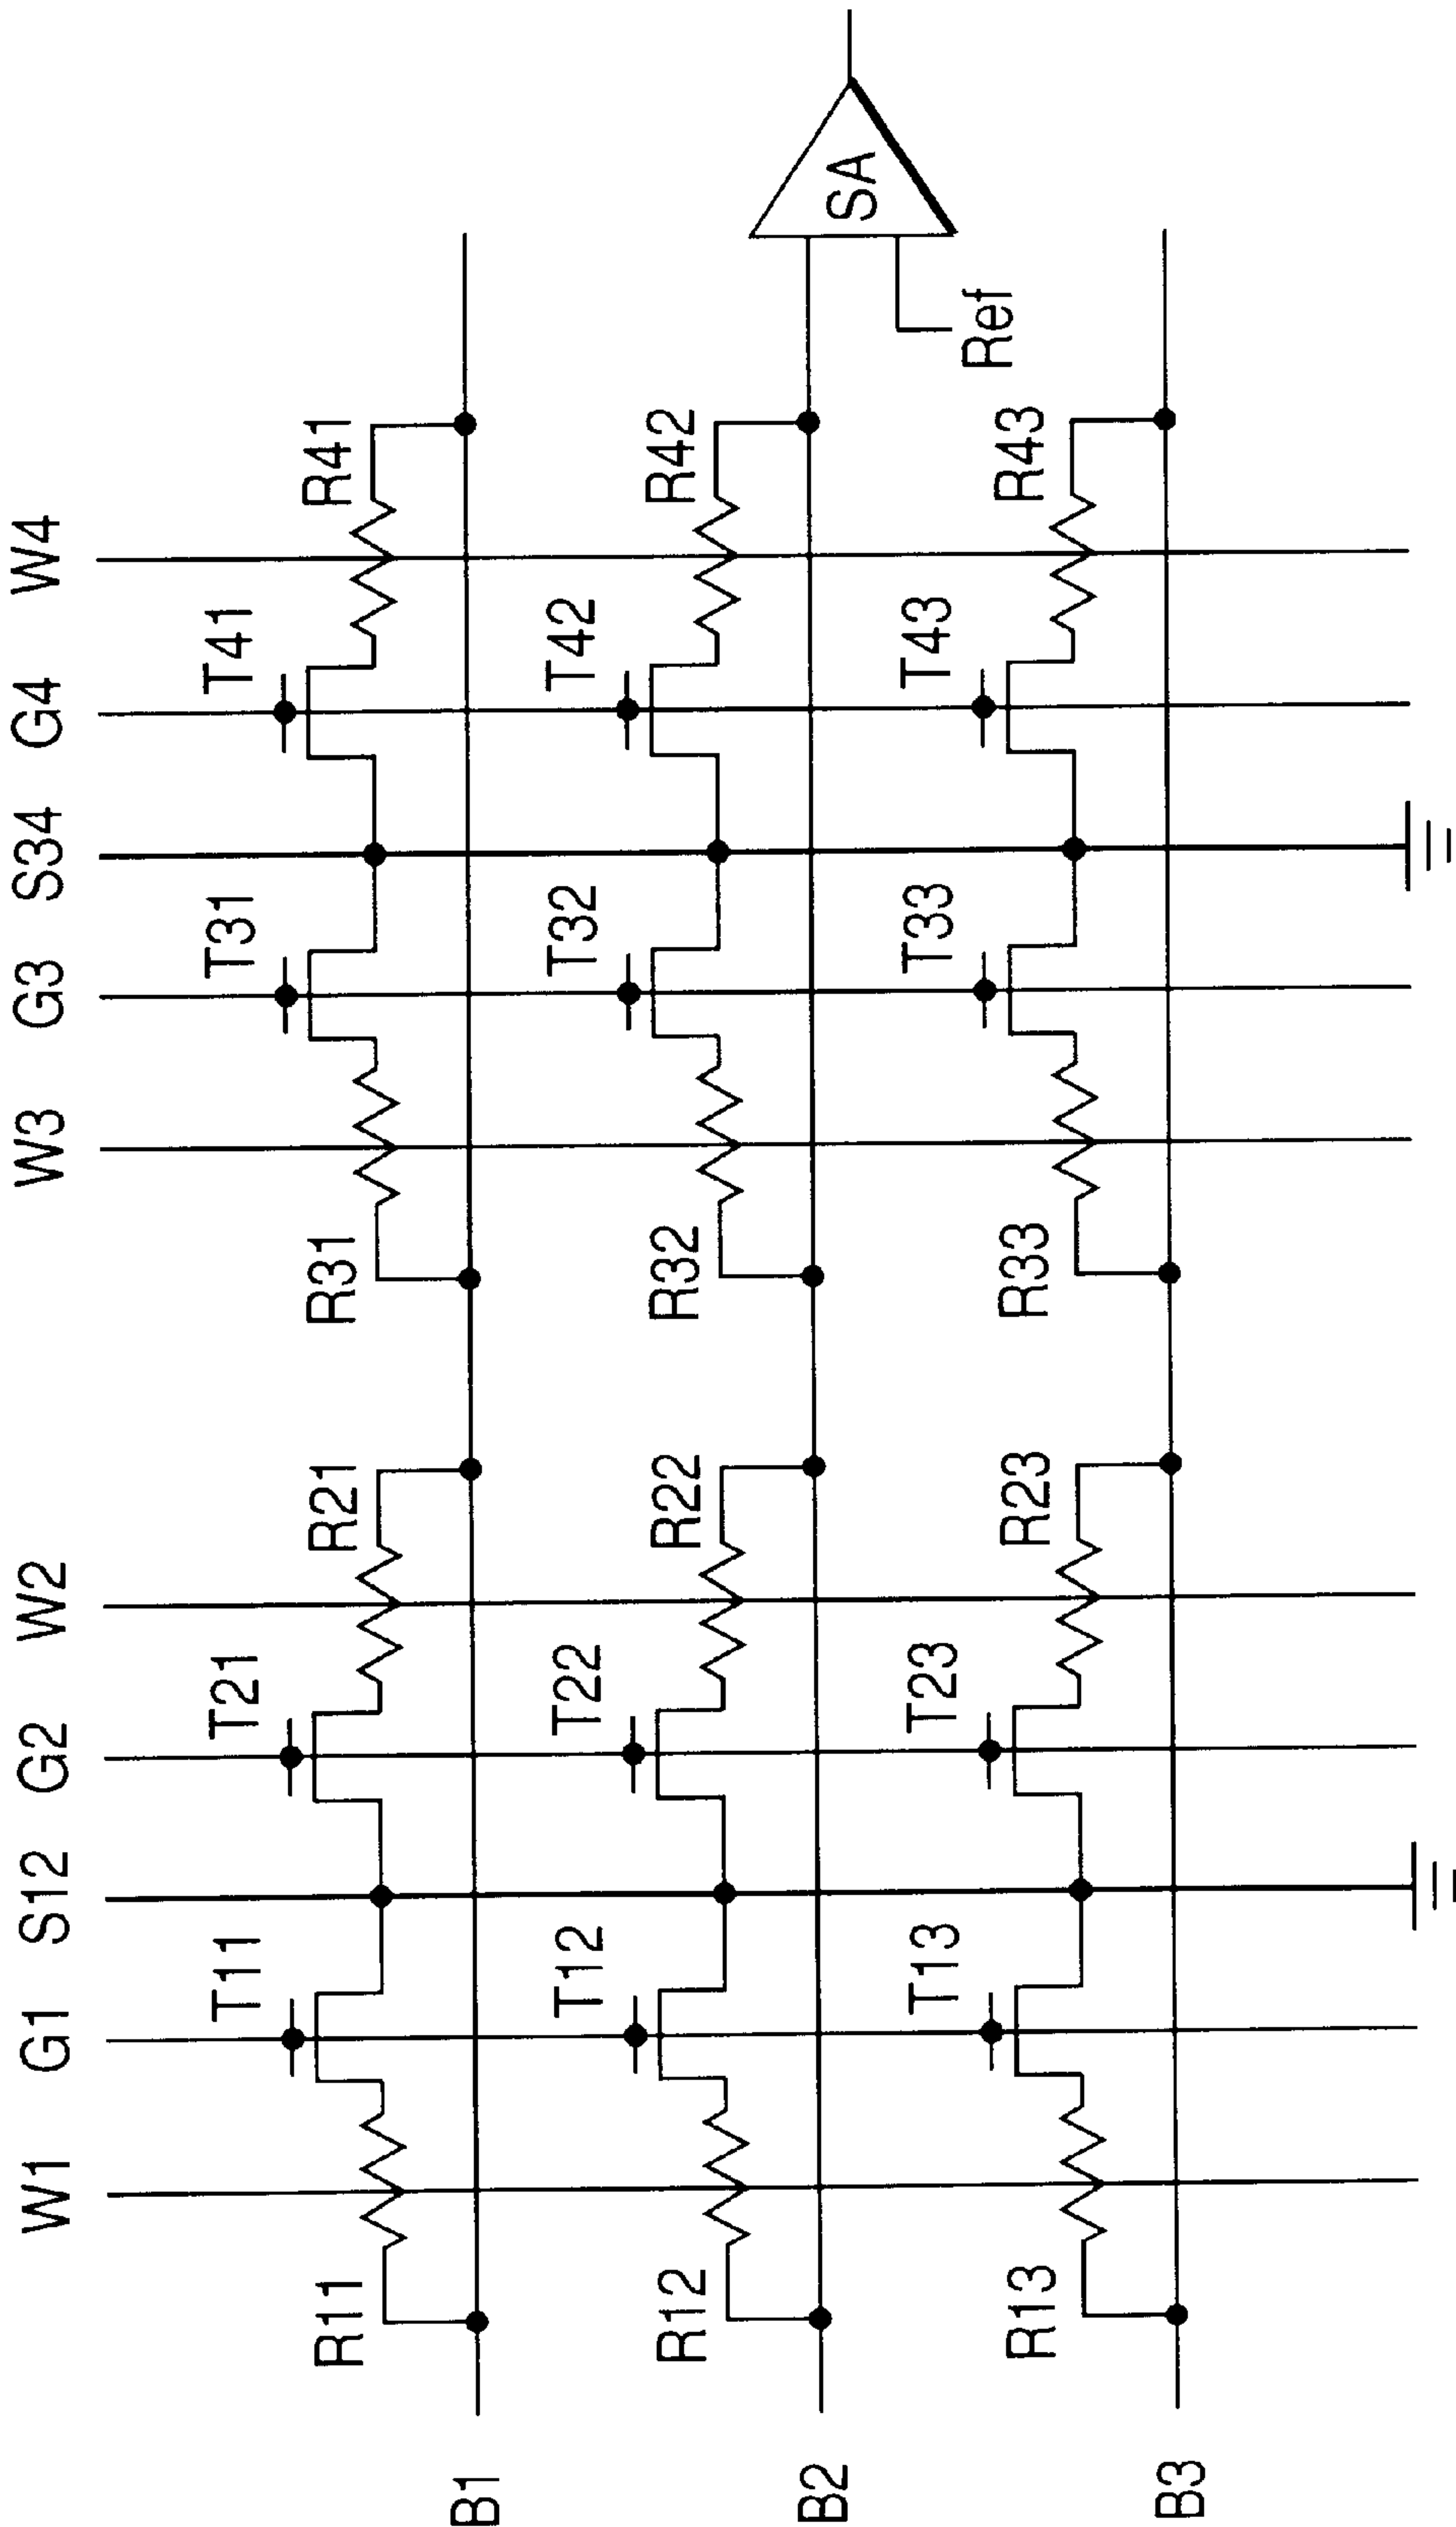 W1 G1 S12 G2 W2 W3 G3 S34 G4 W4
T11 T21 T31 T41
R11 R21 R31 R41
B1
T12 T22 T32 T42
R12 R22 R32 R42
B2
SA
T13 T23 T33 T43
Ref
R13 R23 R33 R43
B3